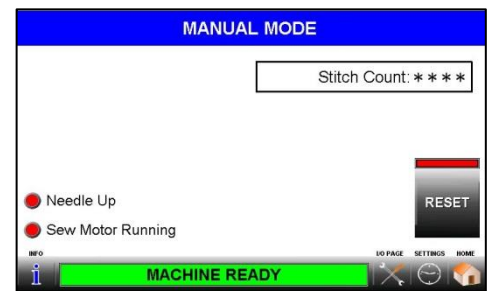 MANUAL MODE
Stitch Count:****
Needle Up
RESET
Sew Motor Running
INFO
I/O PAGE SETTINGS HOME
i
MACHINE READY